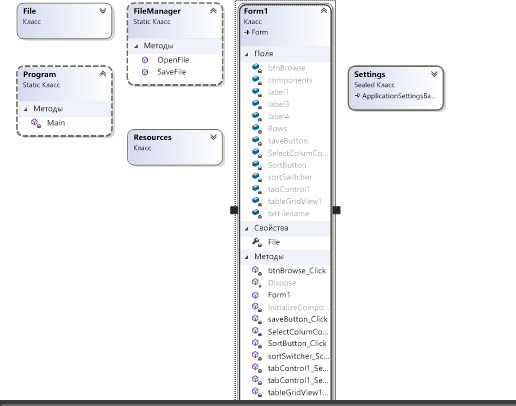 File
Класс
Program
Static Класс
Методы
Main
FileManager
Static Класс
Методы
OpenFile
SaveFile
Resources
Класс
Form1
Класс
Form
Поля
btnBrowse
components
label1
label3
label4
Rows
saveButton
SelectColumCo...
SortButton
sortSwitcher
tabControl1
tableGridView1
txtFilename
Свойства
File
Методы
btnBrowse_Click
Dispose
Form1
InitializeCompo...
saveButton_Click
SelectColumCo...
SortButton_Click
sortSwitcher_Sc...
tabControl1_Se...
tabControl1_Se...
tableGridView1...
Settings
Sealed Класс
ApplicationSettingsBa...